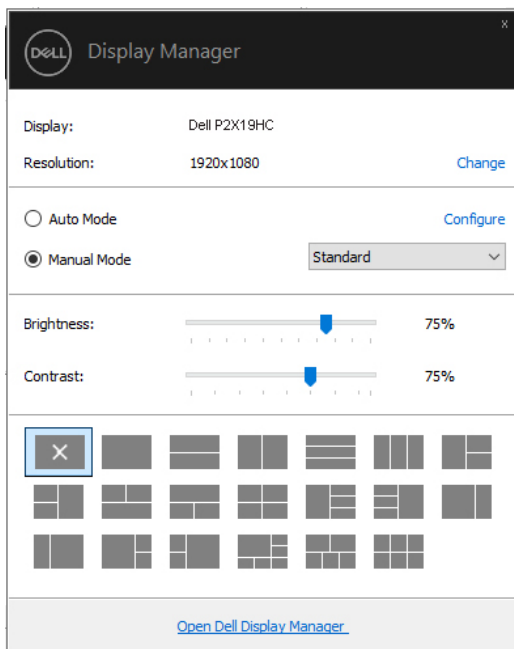 x
DELL Display Manager
Display: Dell P2X19HC
Resolution: 1920x1080 Change
Auto Mode Configure
Manual Mode Standard
Brightness: 75%
Contrast: 75%
Open Dell Display Manager